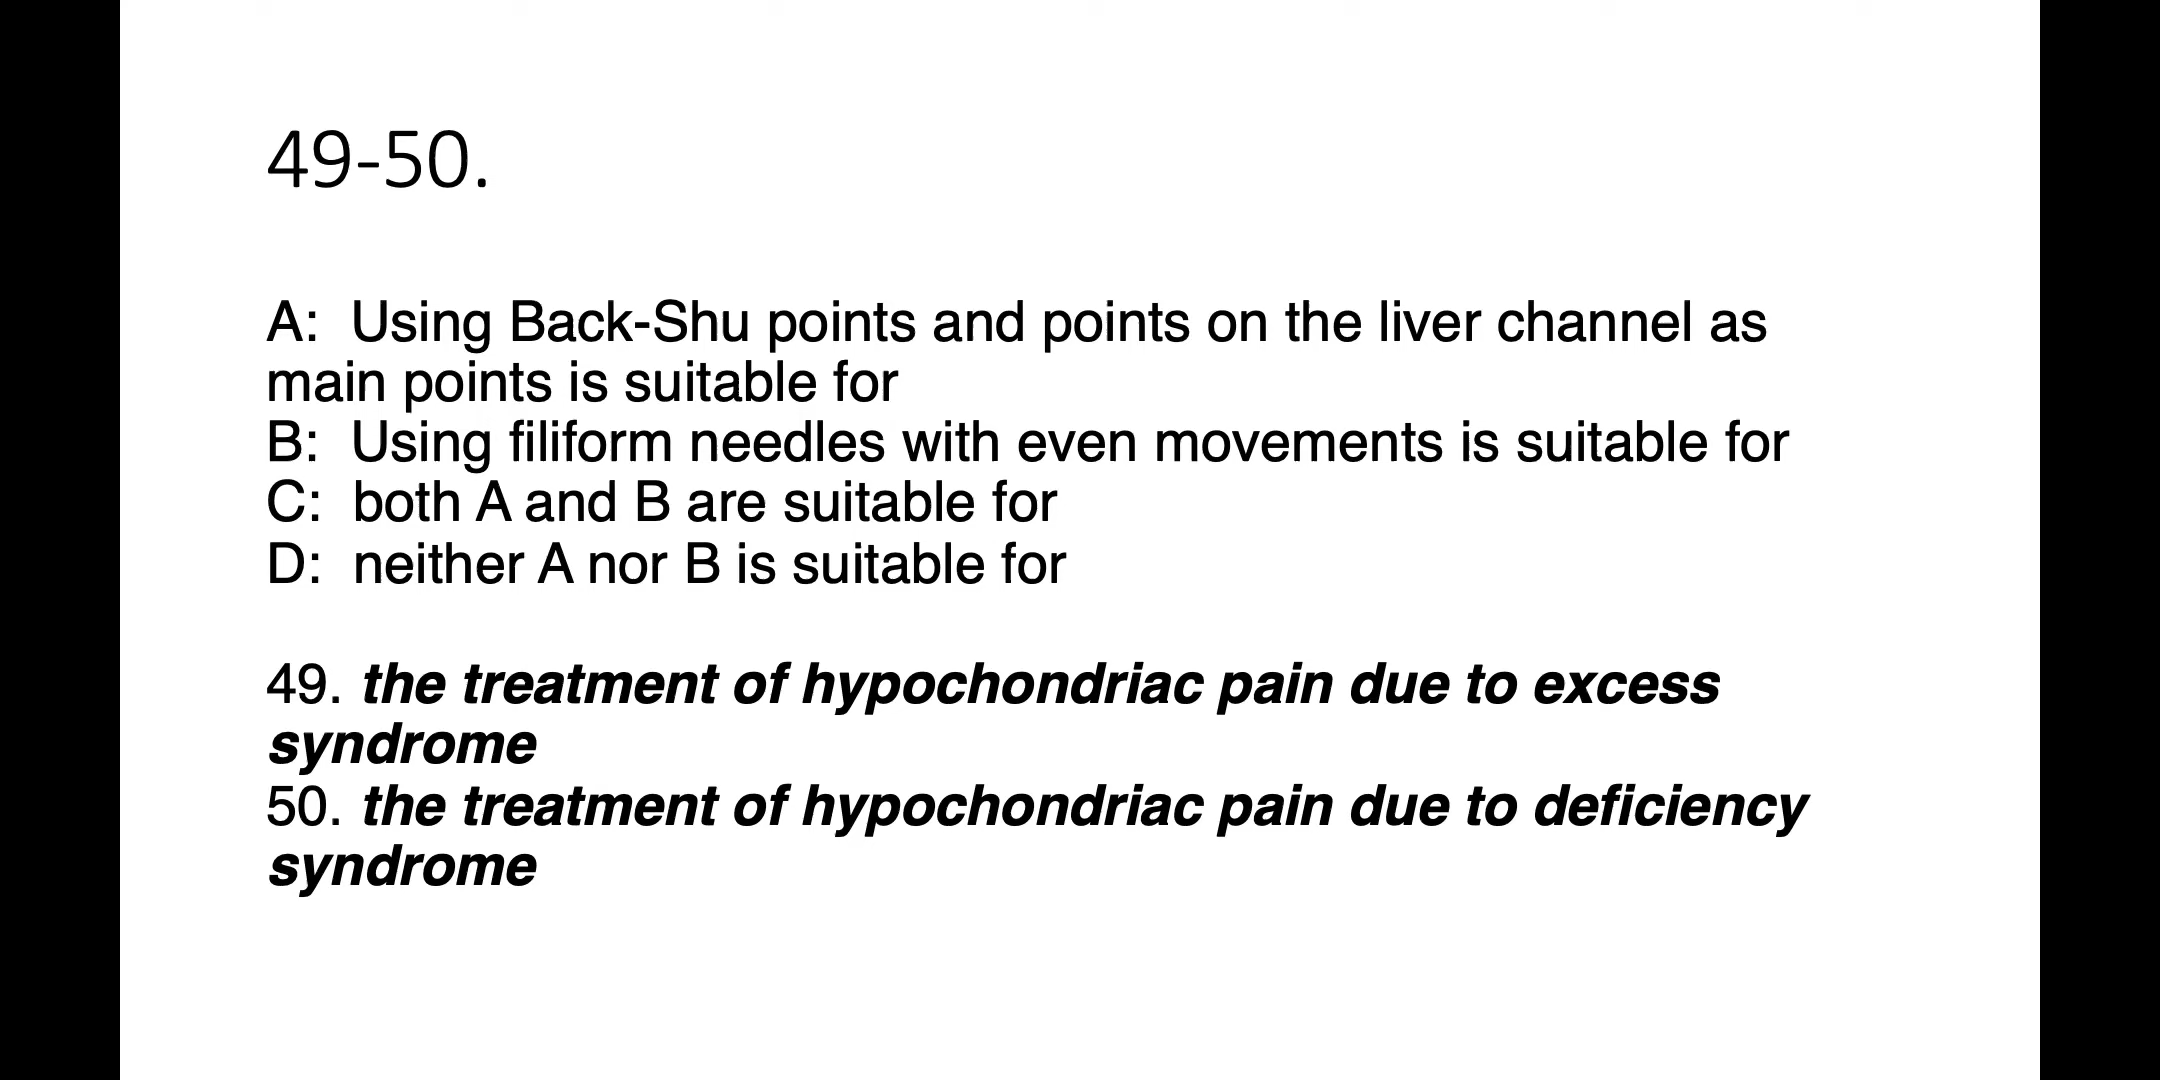 49-50.
A: Using Back-Shu points and points on the liver channel as
main points is suitable for
B: Using filiform needles with even movements is suitable for
C: both A and B are suitable for
D: neither A nor B is suitable for
49. the treatment of hypochondriac pain due to excess
syndrome
50. the treatment of hypochondriac pain due to deficiency
syndrome